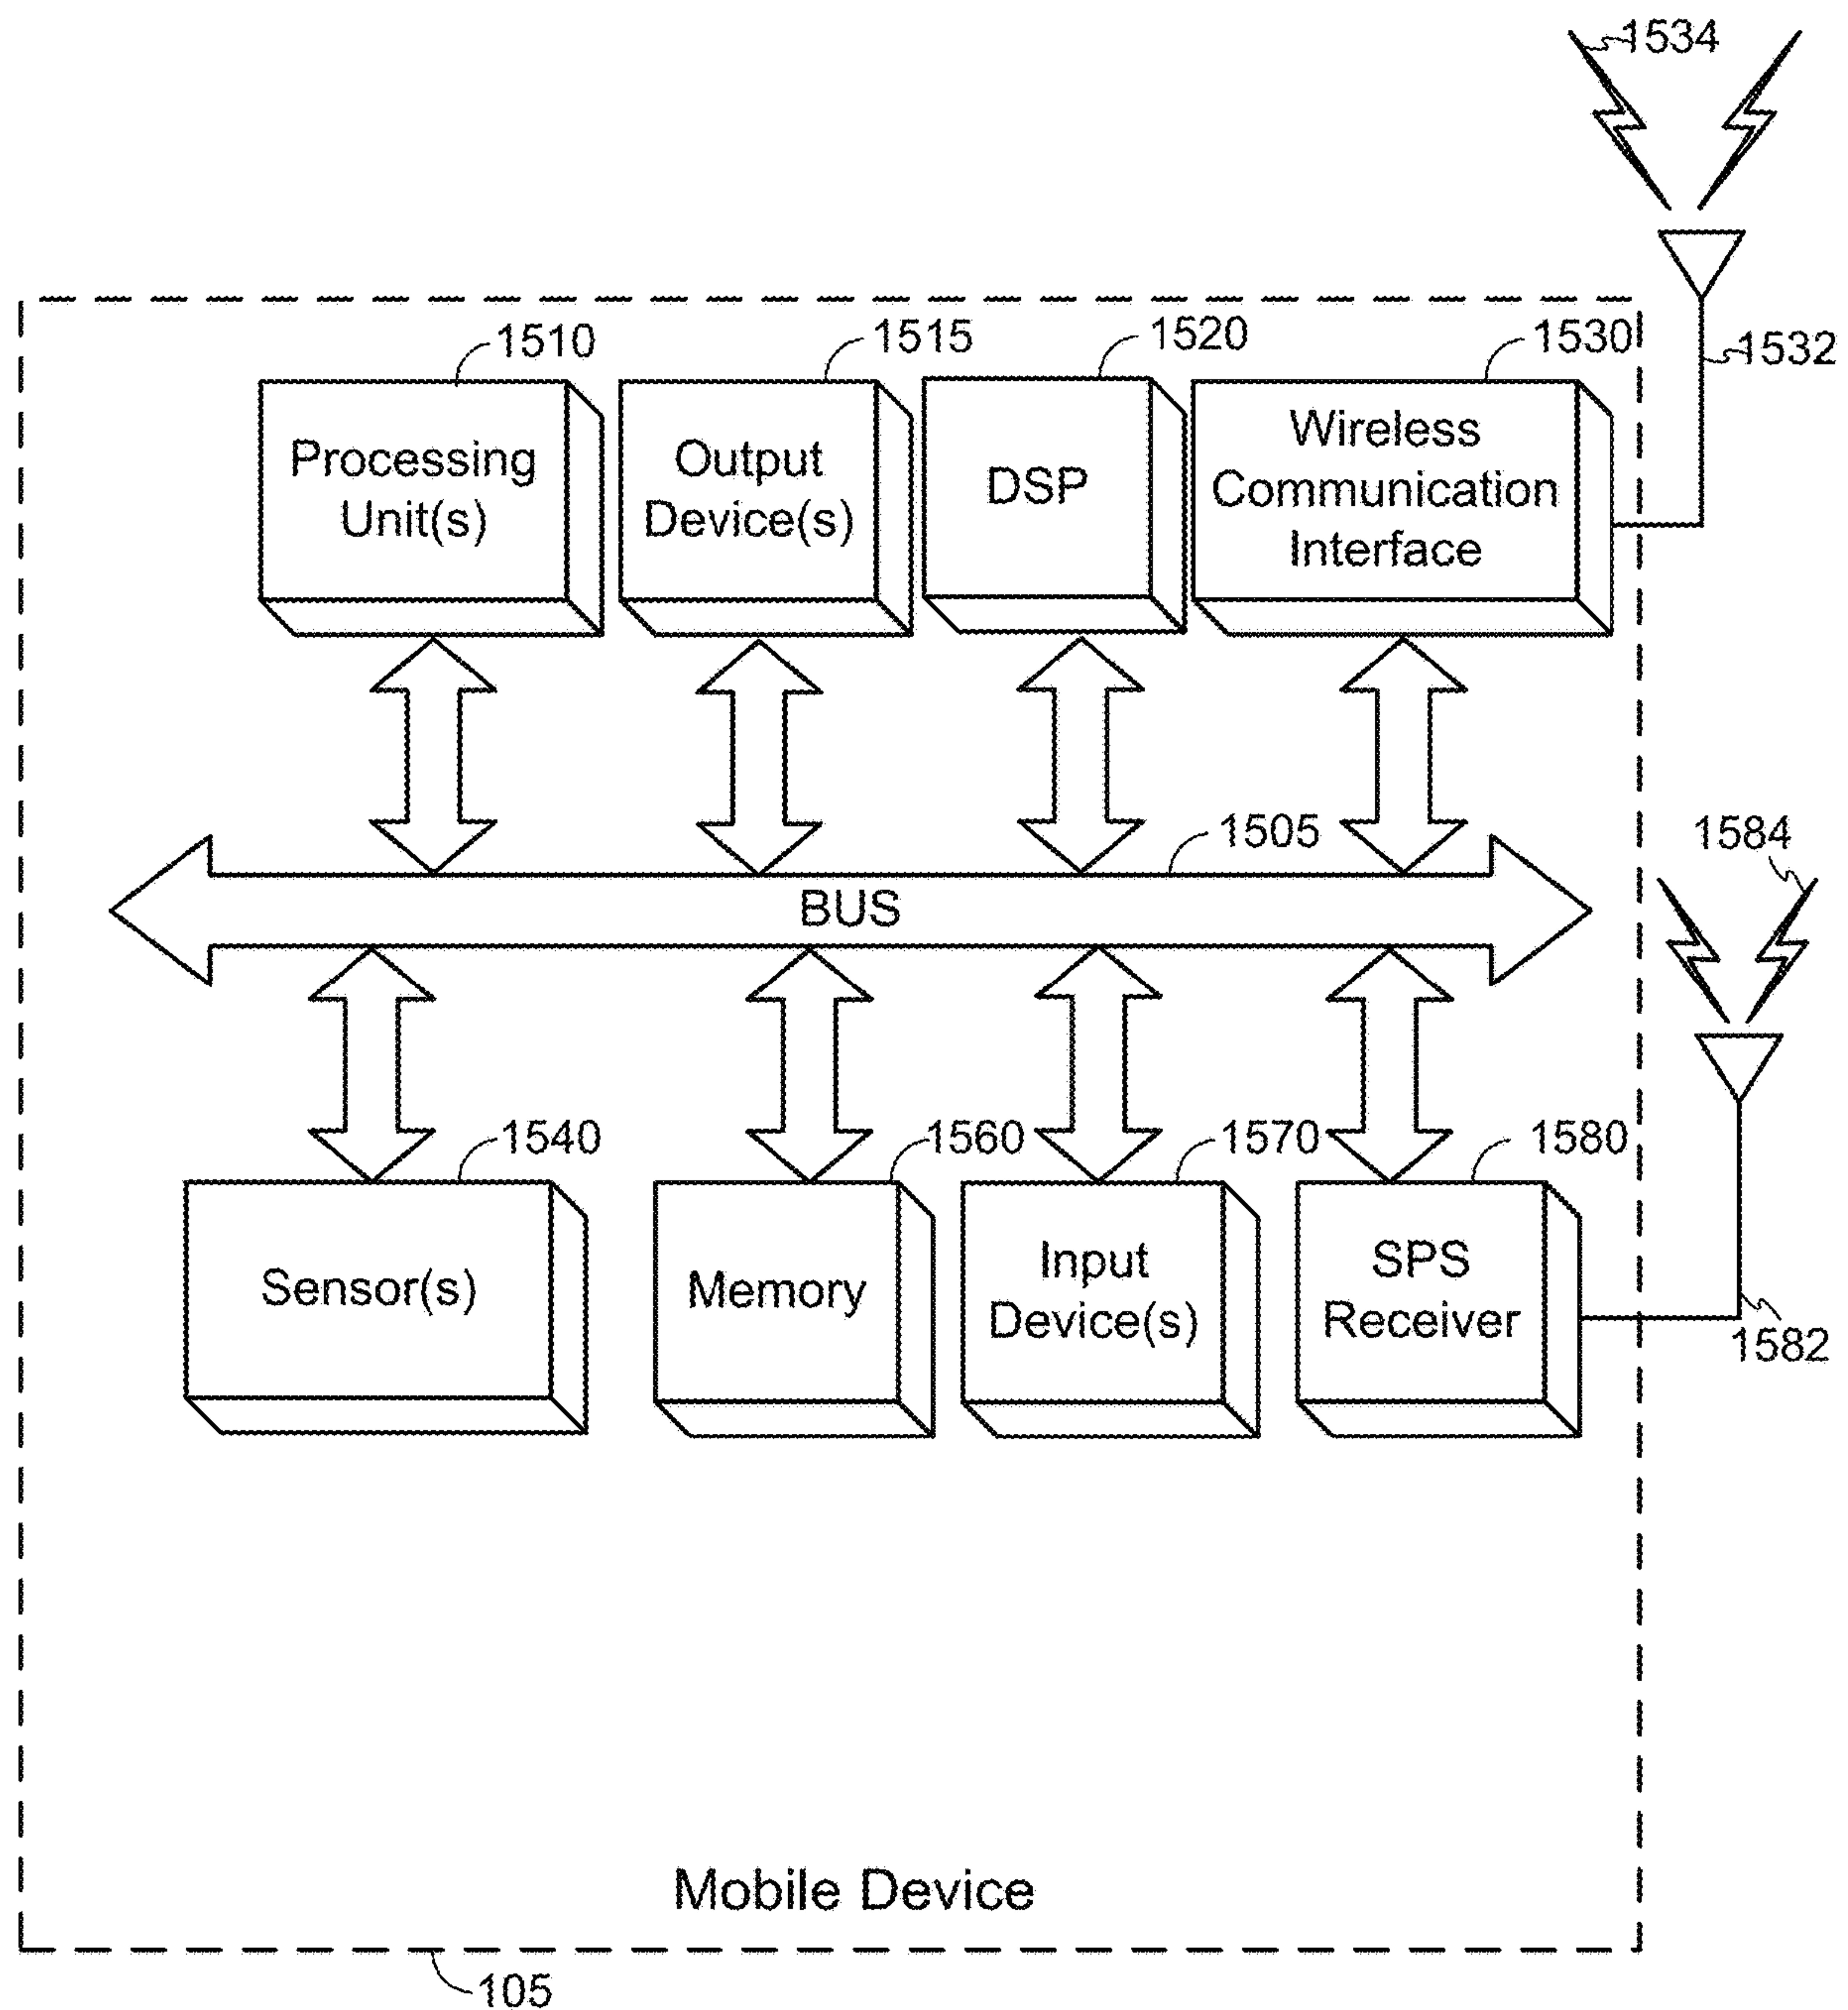 1534
1510
1515
1520
1530
1532
Processing
Unit(s)
Output
Device(s)
DSP
Wireless
Communication
Interface
1505
BUS
1584
1540
1560
1570
1580
Sensor(s)
Memory
Input
Device(s)
SPS
Receiver
1582
Mobile Device
105